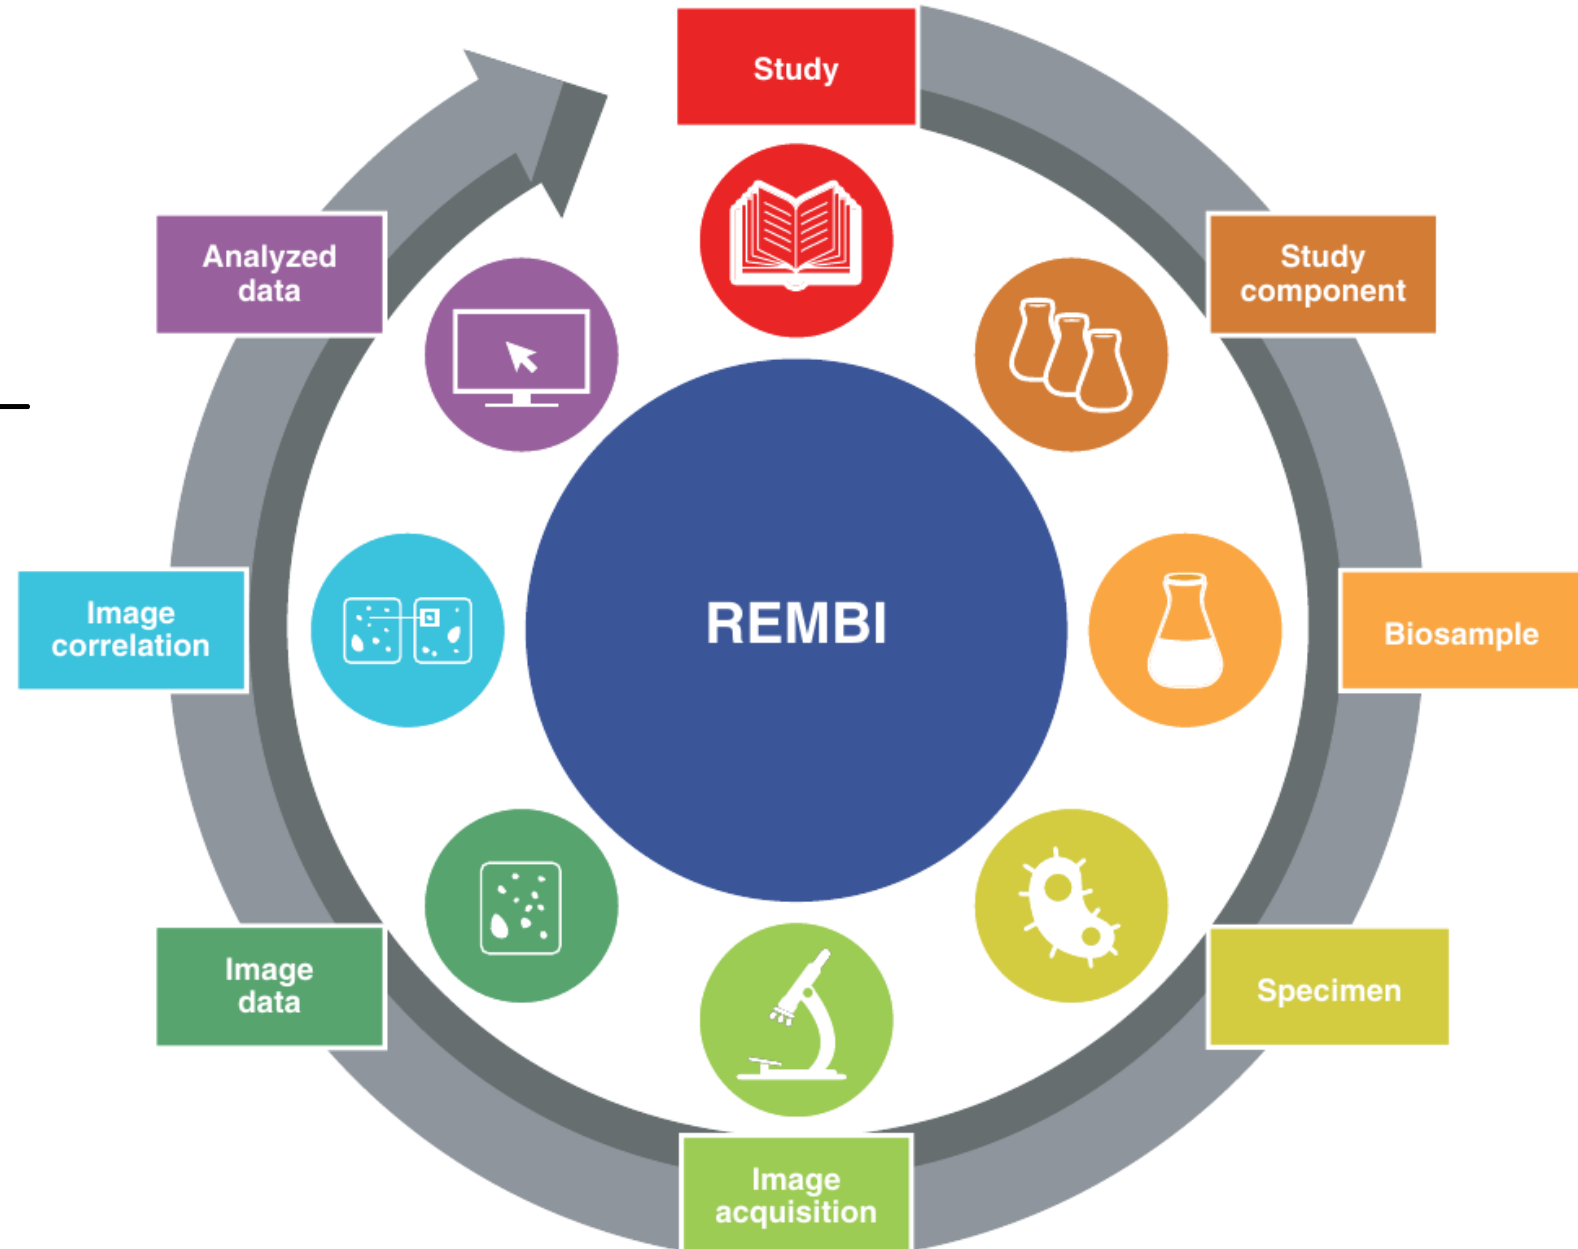 Study
Study
component
Biosample
Specimen
Image
acquisition
Image
data
Image
correlation
Analyzed
data
REMBI